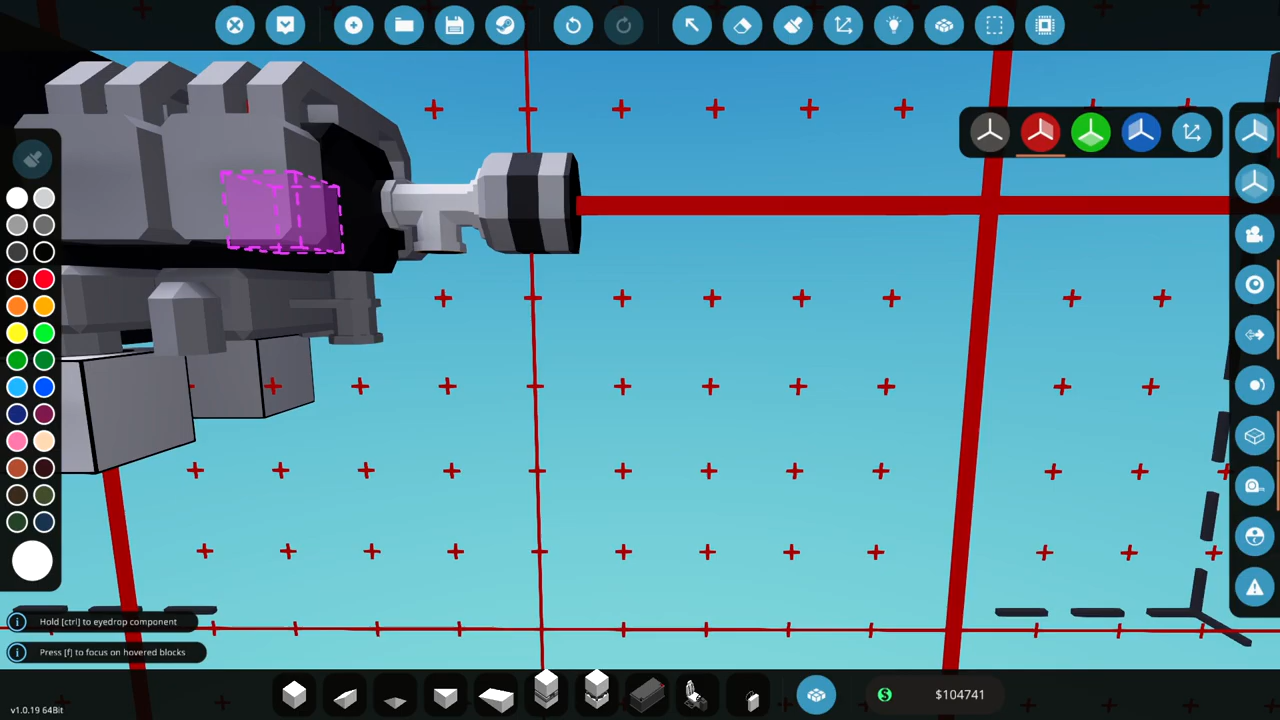 Hold [ctrl] to eyedrop component
Press [f] to focus on hovered blocks
$104741
v1.0.19 64Bit